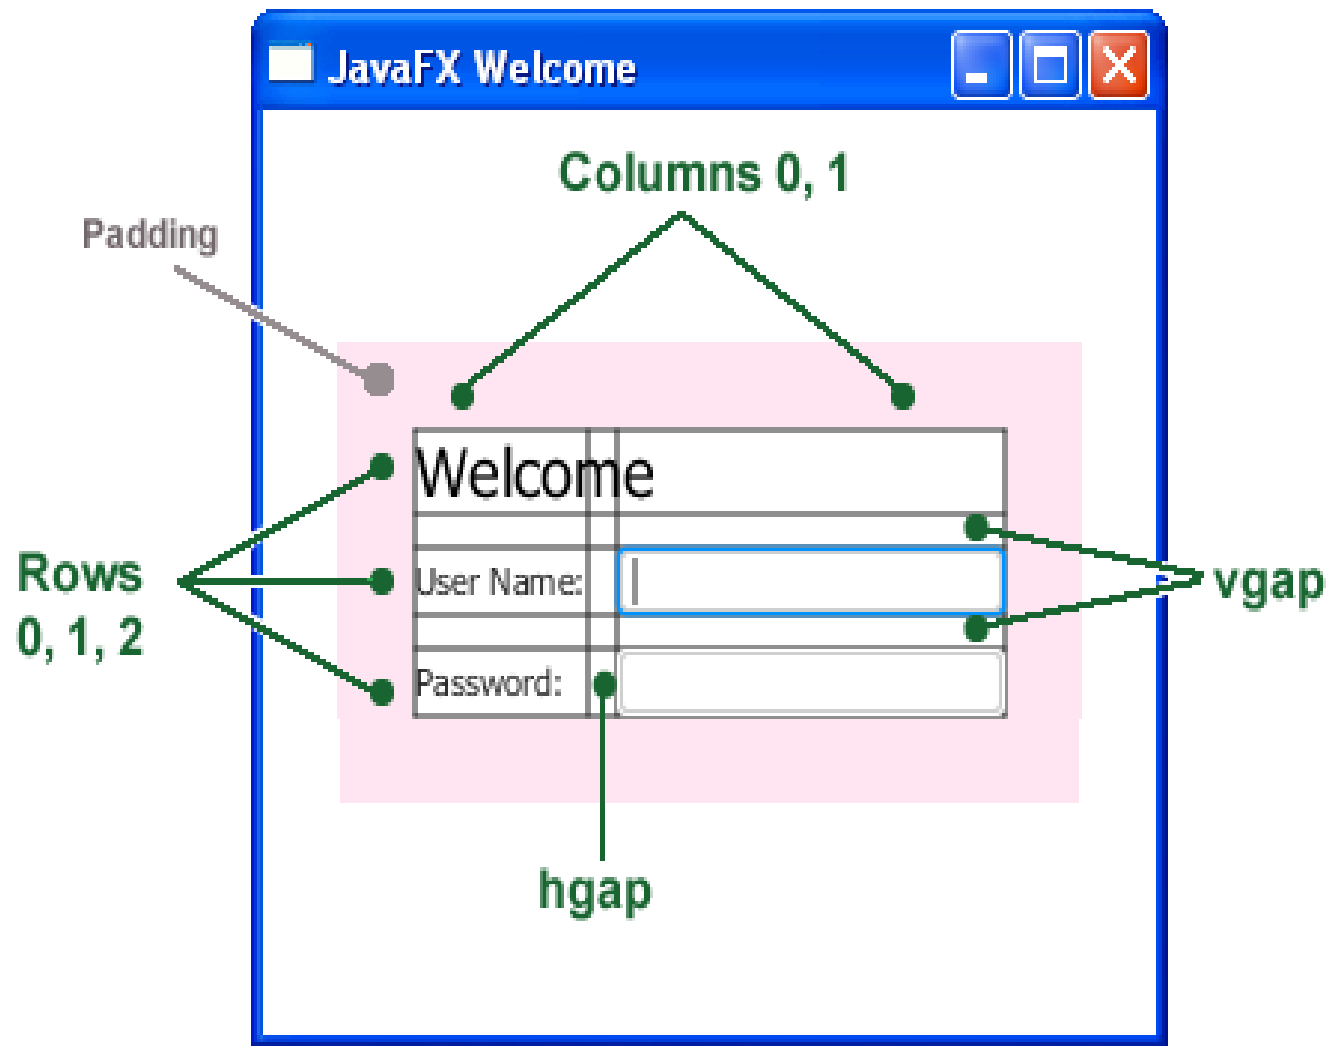 JavaFX Welcome
Columns 0, 1
Padding
Welcome
Rows
0, 1, 2
User Name:
vgap
Password:
hgap